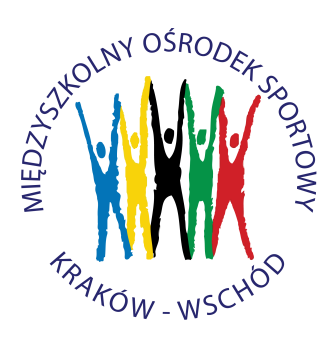 MIĘDZYSZKOLNY OŚRODEK SPORTOWY
KRAKÓW - WSCHÓD